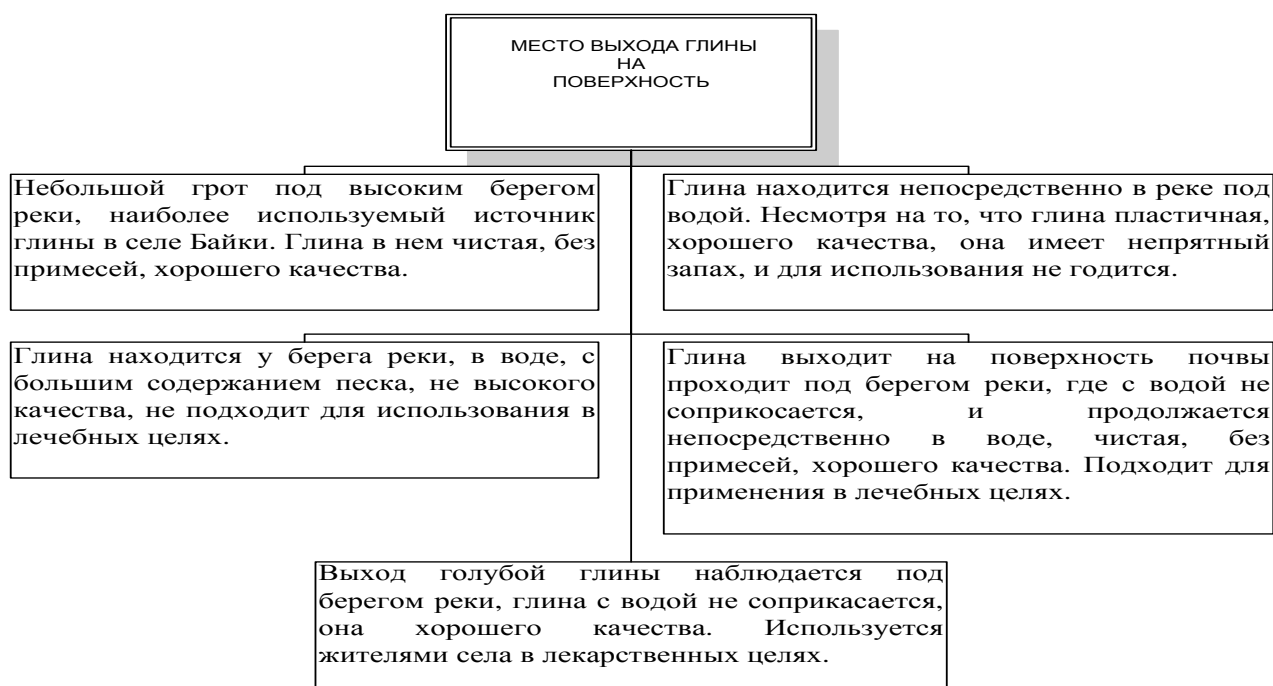 МЕСТО ВЫХОДА ГЛИНЫ
НА
ПОВЕРХНОСТЬ
Небольшой грот под высоким берегом
реки, наиболее используемый источник
глины в селе Байки. Глина в нем чистая, без
примесей, хорошего качества.
Глина находится непосредственно в реке под
водой. Несмотря на то, что глина пластичная,
хорошего качества, она имеет непрятный
запах, и для использования не годится.
Глина находится у берега реки, в воде, с
большим содержанием песка, не высокого
качества, не подходит для использования в
лечебных целях.
Глина выходит на поверхность почвы
проходит под берегом реки, где с водой не
соприкосается, и продолжается
непосредственно в воде, чистая, без
примесей, хорошего качества. Подходит для
применения в лечебных целях.
Выход голубой глины наблюдается под
берегом реки, глина с водой не соприкасается,
она хорошего качества. Используется
жителями села в лекарственных целях.